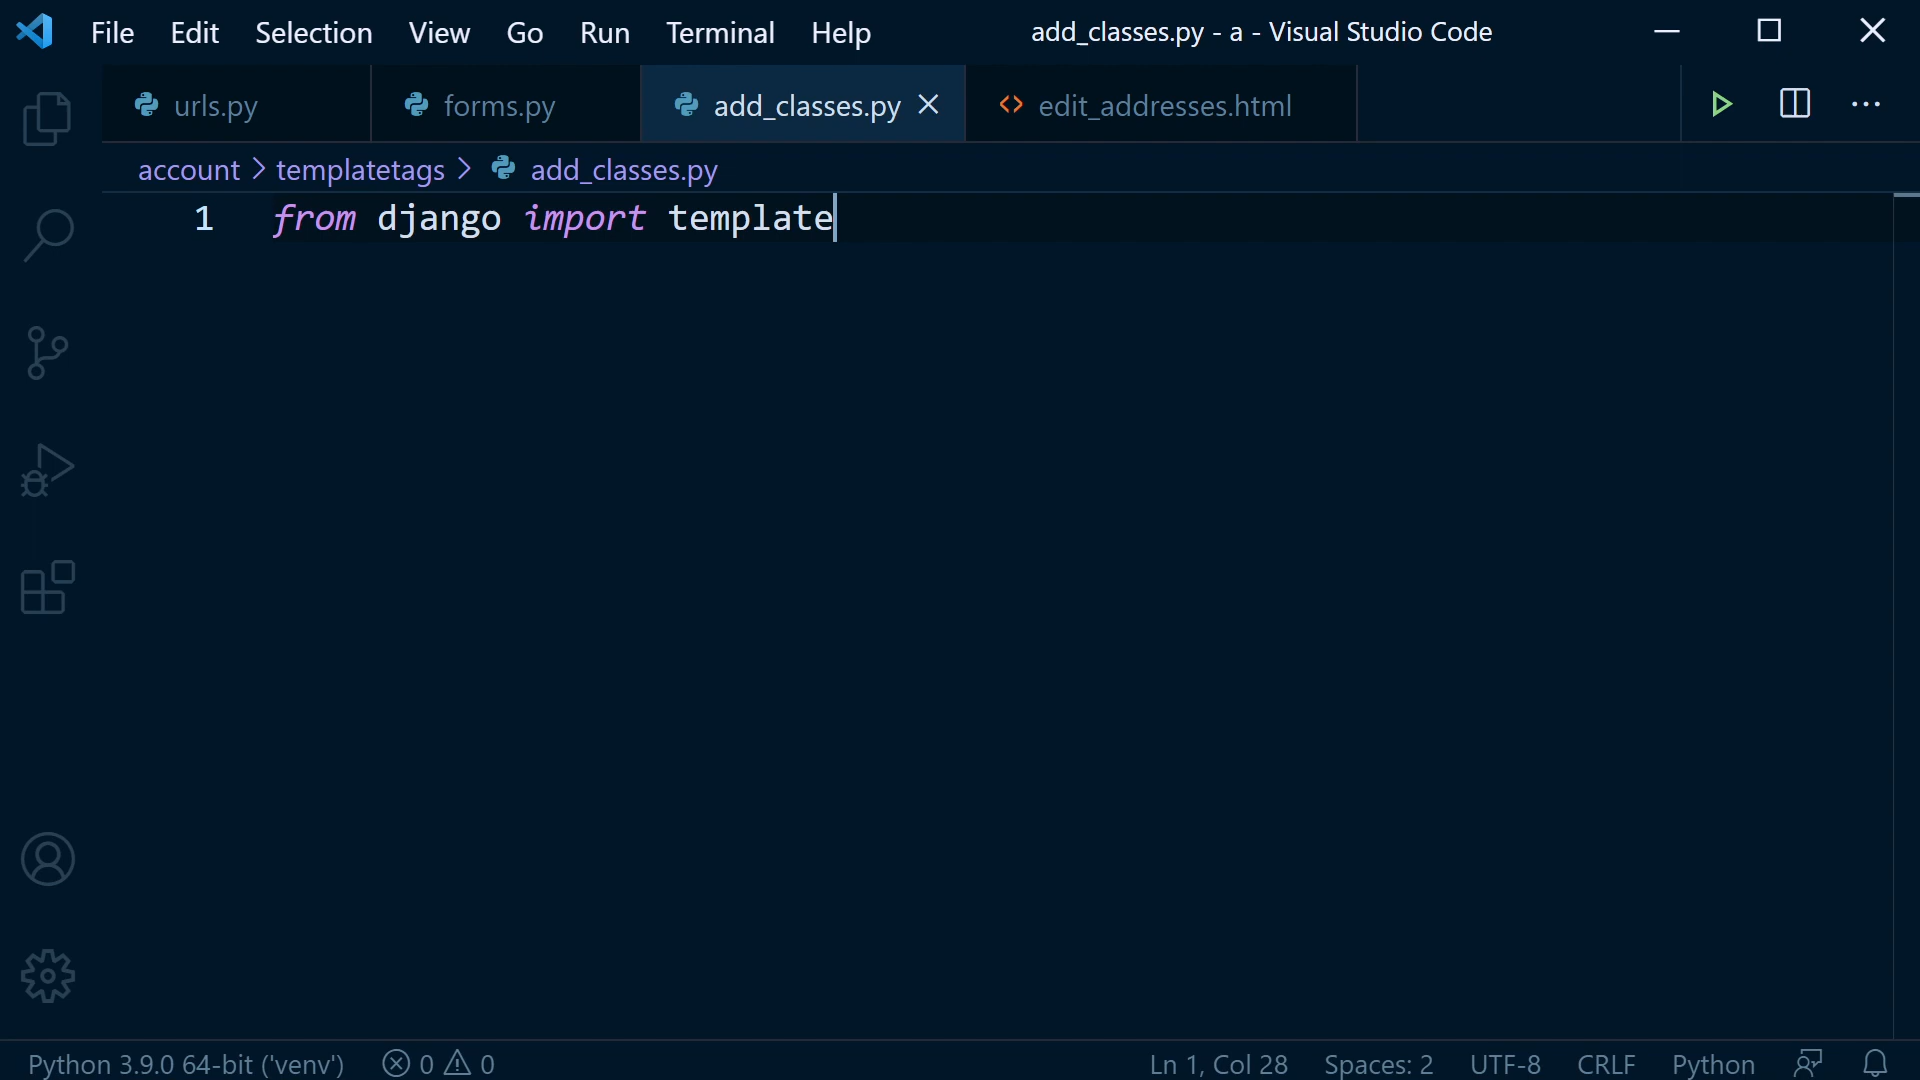 File Edit Selection View Go Run Terminal Help add_classes.py - a - Visual Studio Code
urls.py forms.py add_classes.py edit_addresses.html
account > templatetags > add_classes.py
1 from django import template
Python 3.9.0 64-bit ('venv') 0 0 Ln 1, Col 28 Spaces: 2 UTF-8 CRLF Python